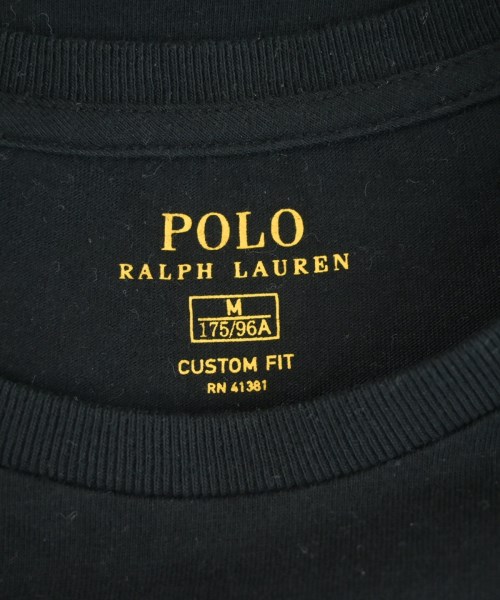 POLO
RALPH LAUREN
M
175/96A
CUSTOM FIT
RN 41381